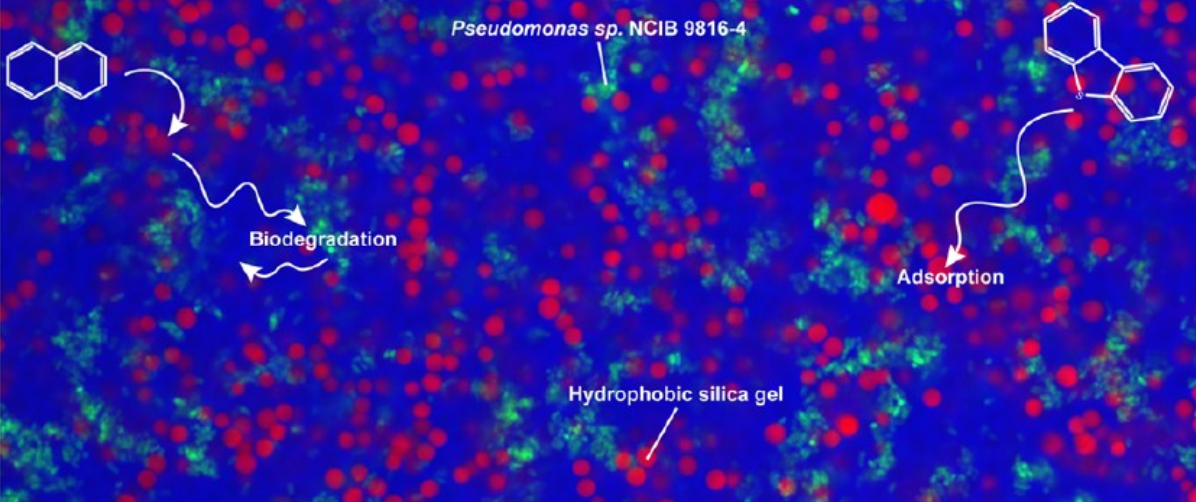 Pseudomonas sp. NCIB 9816-4
S
Biodegradation
Adsorption
Hydrophobic silica gel